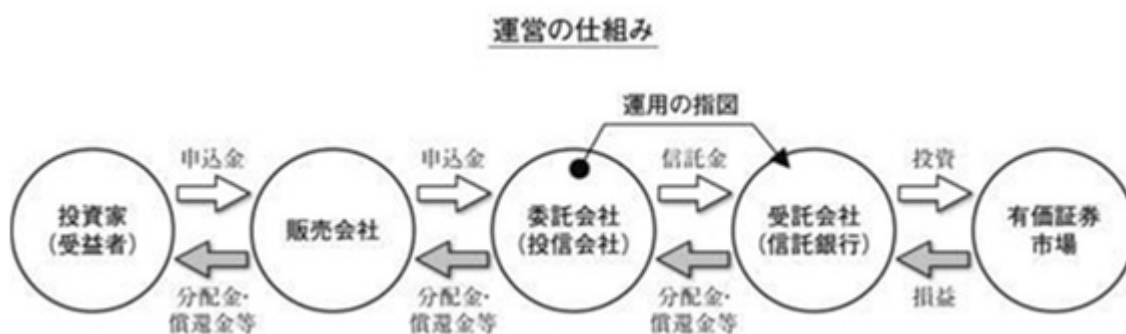 運営の仕組み
運用の指図
申込金
申込金
信託金
投資
投資家
(受益者)
販売会社
委託会社
(投信会社)
受託会社
(信託銀行)
有価証券
市場
分配金・
償還金等
分配金・
償還金等
分配金・
償還金等
損益